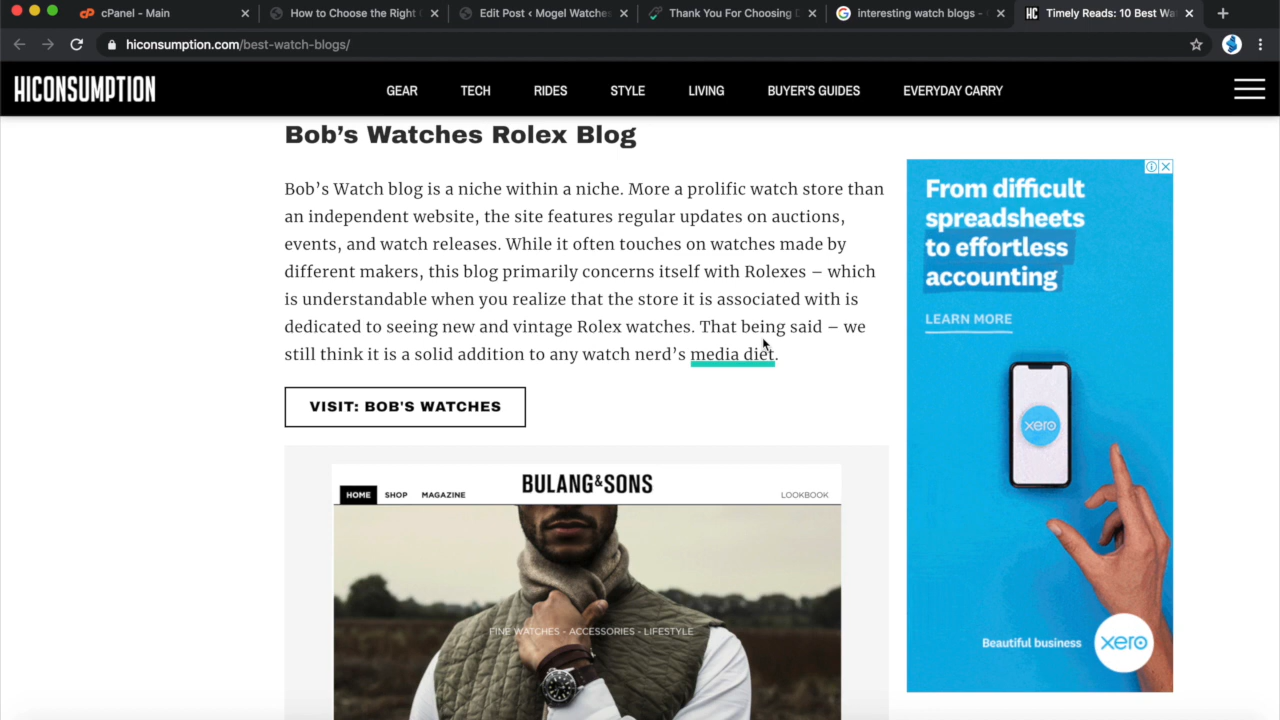 cPanel - Main
How to Choose the Right
Edit Post ‹ Mogel Watches
Thank You For Choosing
interesting watch blogs -
Timely Reads: 10 Best Wa
hiconsumption.com/best-watch-blogs/
HICONSUMPTION
GEAR
TECH
RIDES
STYLE
LIVING
BUYER'S GUIDES
EVERYDAY CARRY
Bob's Watches Rolex Blog
Bob's Watch blog is a niche within a niche. More a prolific watch store than
an independent website, the site features regular updates on auctions,
events, and watch releases. While it often touches on watches made by
different makers, this blog primarily concerns itself with Rolexes – which
is understandable when you realize that the store it is associated with is
dedicated to seeing new and vintage Rolex watches. That being said – we
still think it is a solid addition to any watch nerd's media diet.
VISIT: BOB'S WATCHES
BULANG&SONS
HOME
SHOP
MAGAZINE
LOOKBOOK
FINE WATCHES - ACCESSORIES - LIFESTYLE
From difficult
spreadsheets
to effortless
accounting
LEARN MORE
xero
Beautiful business
xero